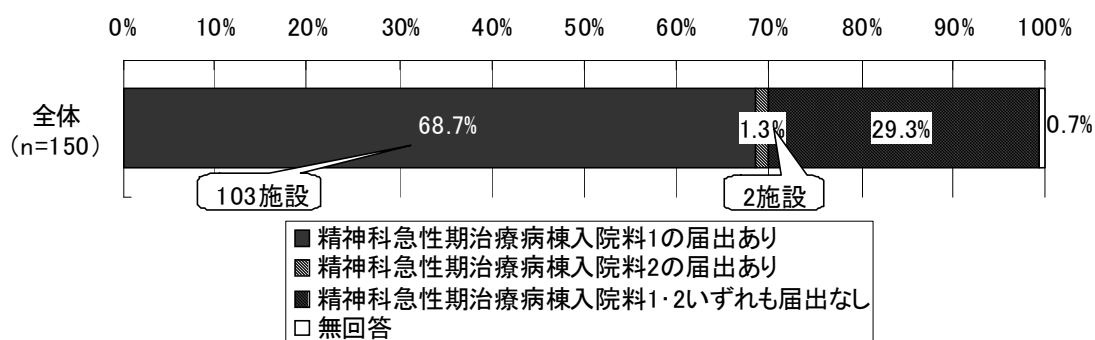 0% 10% 20% 30% 40% 50% 60% 70% 80% 90% 100%
全体
(n=150)
68.7% 1.3% 29.3% 0.7%
103施設 2施設
精神科急性期治療病棟入院料1の届出あり
精神科急性期治療病棟入院料2の届出あり
精神科急性期治療病棟入院料1・2いずれも届出なし
無回答